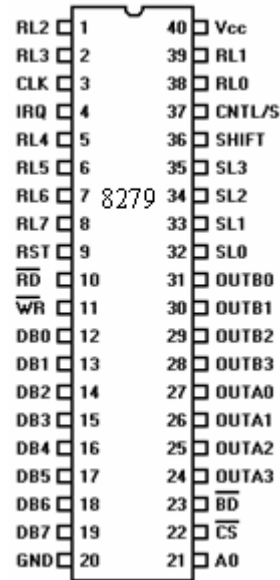 RL2 1 40 Vcc
RL3 2 39 RL1
CLK 3 38 RL0
IRQ 4 37 CNTL/S
RL4 5 36 SHIFT
RL5 6 35 SL3
RL6 7 8279 34 SL2
RL7 8 33 SL1
RST 9 32 SL0
R̅D̅ 10 31 OUTB0
W̅R̅ 11 30 OUTB1
DB0 12 29 OUTB2
DB1 13 28 OUTB3
DB2 14 27 OUTA0
DB3 15 26 OUTA1
DB4 16 25 OUTA2
DB5 17 24 OUTA3
DB6 18 23 B̅D̅
DB7 19 22 C̅S̅
GND 20 21 A0